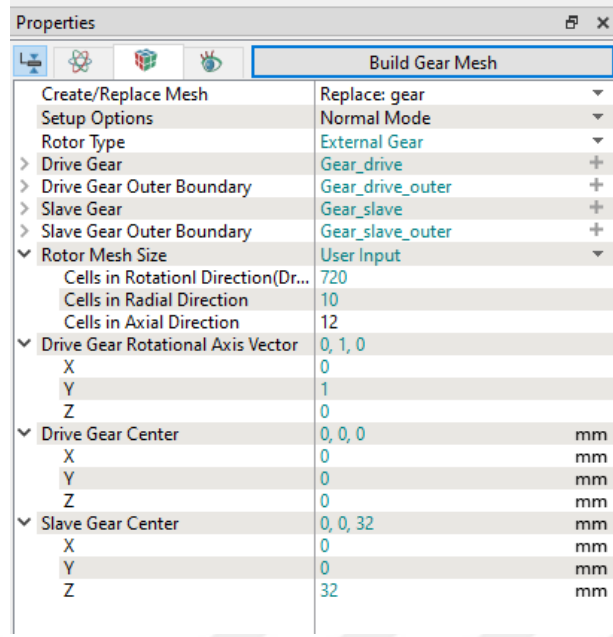 Properties
Build Gear Mesh
Create/Replace Mesh Replace: gear
Setup Options Normal Mode
Rotor Type External Gear
Drive Gear Gear_drive
Drive Gear Outer Boundary Gear_drive_outer
Slave Gear Gear_slave
Slave Gear Outer Boundary Gear_slave_outer
Rotor Mesh Size User Input
Cells in Rotationl Direction(Dr... 720
Cells in Radial Direction 10
Cells in Axial Direction 12
Drive Gear Rotational Axis Vector 0, 1, 0
X 0
Y 1
Z 0
Drive Gear Center 0, 0, 0 mm
X 0 mm
Y 0 mm
Z 0 mm
Slave Gear Center 0, 0, 32 mm
X 0 mm
Y 0 mm
Z 32 mm